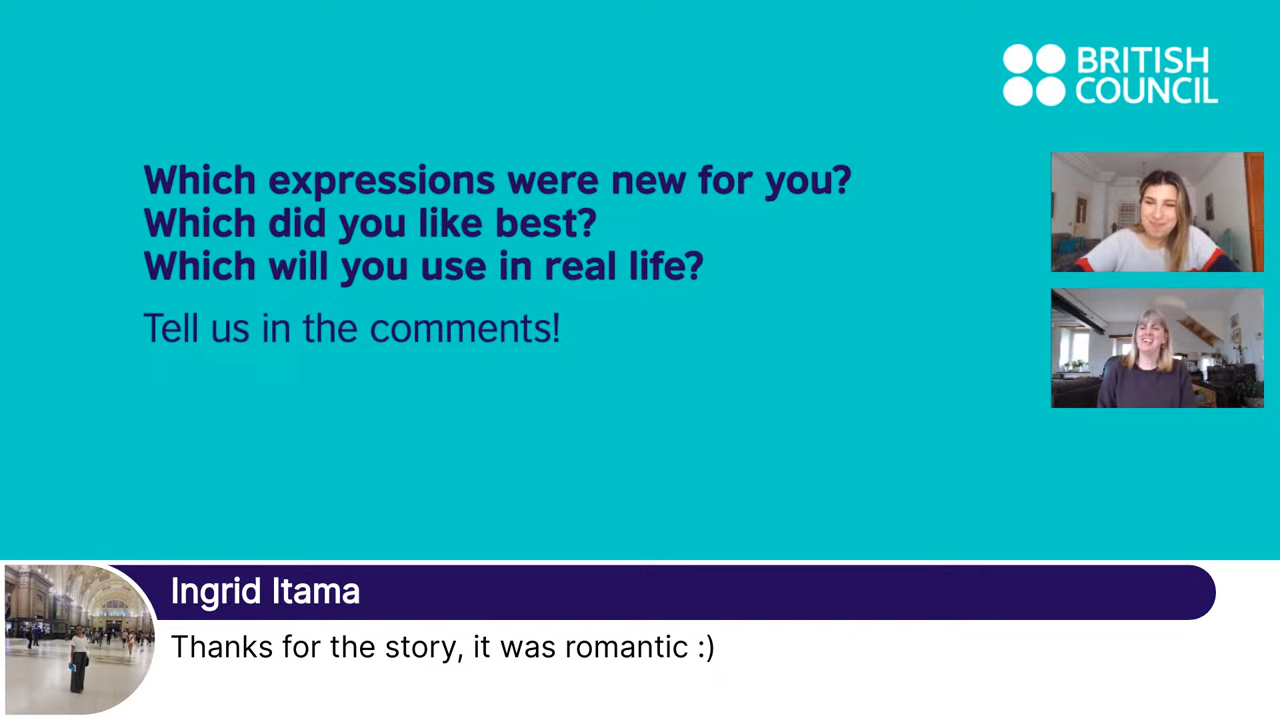 BRITISH
COUNCIL
Which expressions were new for you?
Which did you like best?
Which will you use in real life?
Tell us in the comments!
Ingrid Itama
Thanks for the story, it was romantic :)